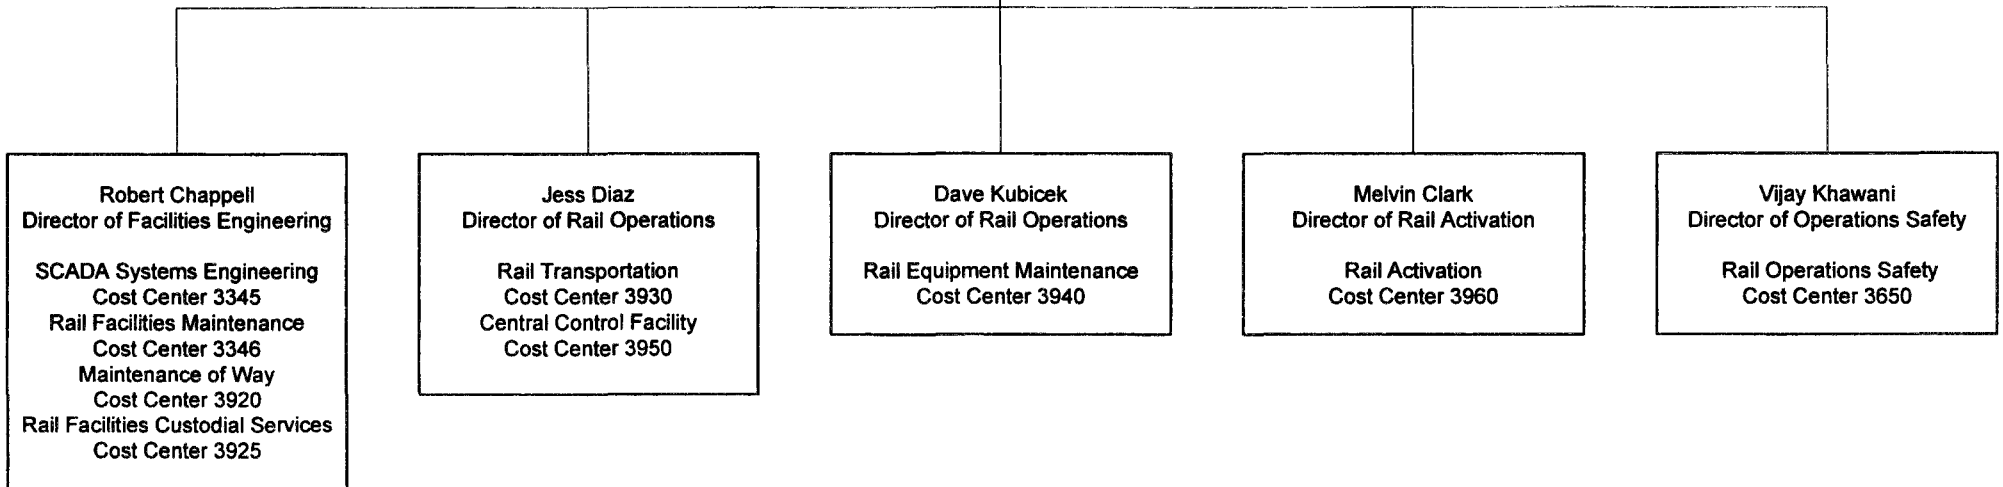 Robert Chappell
Director of Facilities Engineering
SCADA Systems Engineering
Cost Center 3345
Rail Facilities Maintenance
Cost Center 3346
Maintenance of Way
Cost Center 3920
Rail Facilities Custodial Services
Cost Center 3925
Jess Diaz
Director of Rail Operations
Rail Transportation
Cost Center 3930
Central Control Facility
Cost Center 3950
Dave Kubicek
Director of Rail Operations
Rail Equipment Maintenance
Cost Center 3940
Melvin Clark
Director of Rail Activation
Rail Activation
Cost Center 3960
Vijay Khawani
Director of Operations Safety
Rail Operations Safety
Cost Center 3650